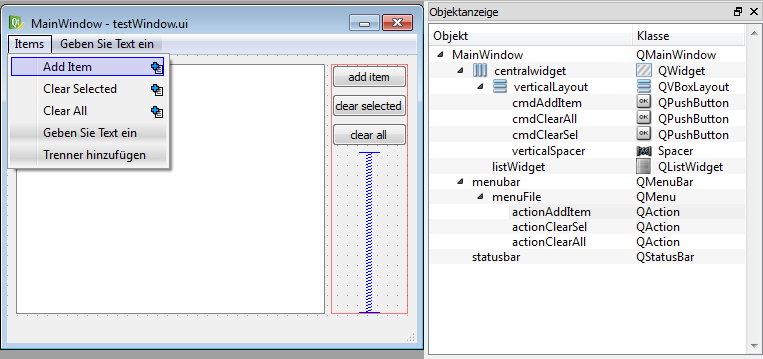 MainWindow - testWindow.ui
Items Geben Sie Text ein
Add Item
Clear Selected
Clear All
Geben Sie Text ein
Trenner hinzufügen
add item
clear selected
clear all
Objektanzeige
Objekt Klasse
MainWindow QMainWindow
centralwidget QWidget
verticalLayout QVBoxLayout
cmdAddItem OK QPushButton
cmdClearAll OK QPushButton
cmdClearSel OK QPushButton
verticalSpacer Spacer
listWidget QListWidget
menubar QMenuBar
menuFile QMenu
actionAddItem QAction
actionClearSel QAction
actionClearAll QAction
statusbar QStatusBar